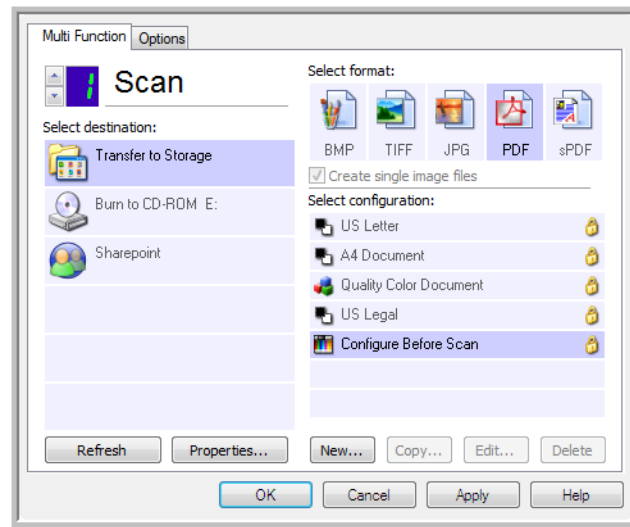 Multi Function
Options
1 Scan
Select destination:
Transfer to Storage
Burn to CD-ROM E:
Sharepoint
Refresh
Properties...
Select format:
BMP TIFF JPG PDF sPDF
Create single image files
Select configuration:
US Letter
A4 Document
Quality Color Document
US Legal
Configure Before Scan
New... Copy... Edit... Delete
OK Cancel Apply Help